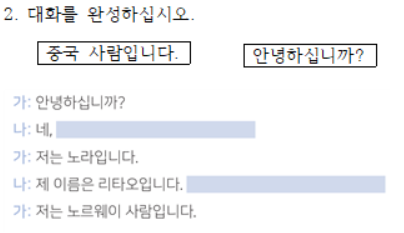 2. 대화를 완성하십시오.
중국 사람입니다. 안녕하십니까?
가: 안녕하십니까?
나: 네,
가: 저는 노라입니다.
나: 제 이름은 리타오입니다.
가: 저는 노르웨이 사람입니다.